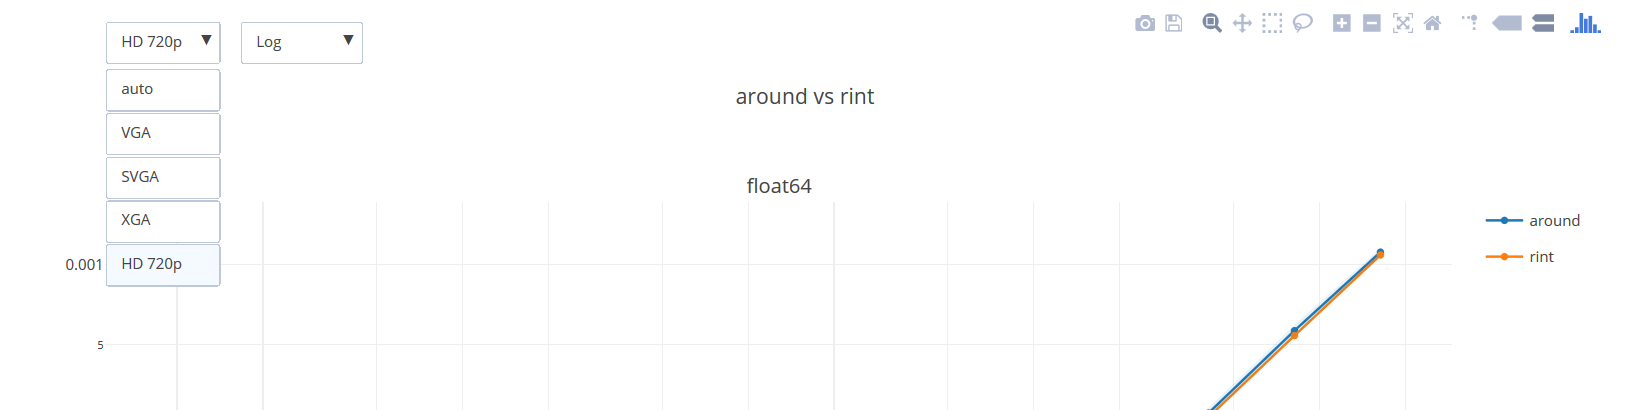 HD 720p ▼
Log ▼
auto
VGA
SVGA
XGA
HD 720p
around vs rint
float64
around
rint
0.001
5